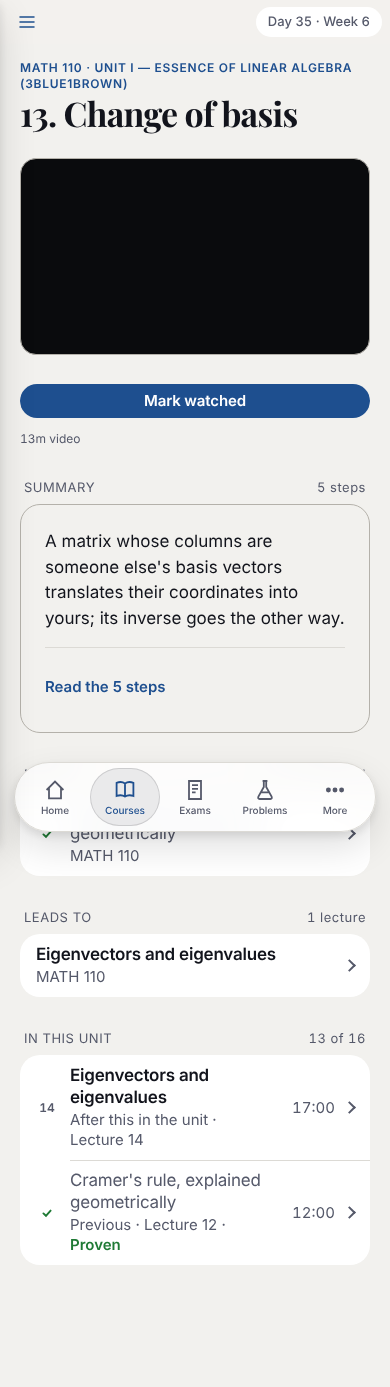 Day 35 · Week 6
MATH 110 · UNIT I — ESSENCE OF LINEAR ALGEBRA
(3BLUE1BROWN)
13. Change of basis
Mark watched
13m video
SUMMARY 5 steps
A matrix whose columns are
someone else's basis vectors
translates their coordinates into
yours; its inverse goes the other way.
Read the 5 steps
Home Courses Exams Problems More
geometrically
MATH 110
LEADS TO 1 lecture
Eigenvectors and eigenvalues
MATH 110
IN THIS UNIT 13 of 16
14 Eigenvectors and
eigenvalues
17:00
After this in the unit ·
Lecture 14
Cramer's rule, explained
geometrically
12:00
Previous · Lecture 12 ·
Proven